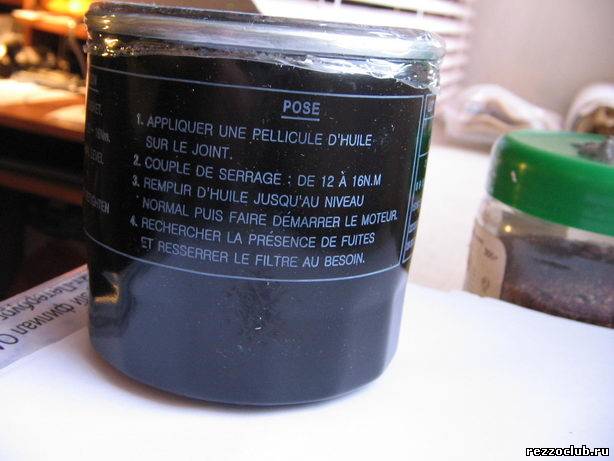 POSE
1. APPLIQUER UNE PELLICULE D'HUILE
SUR LE JOINT.
2. COUPLE DE SERRAGE : DE 12 À 16N.M
3. REMPLIR D'HUILE JUSQU'AU NIVEAU
NORMAL PUIS FAIRE DÉMARRER LE MOTEUR.
4. RECHERCHER LA PRÉSENCE DE FUITES
ET RESSERRER LE FILTRE AU BESOIN.
LEVEL
филиал
rezzoclub.ru